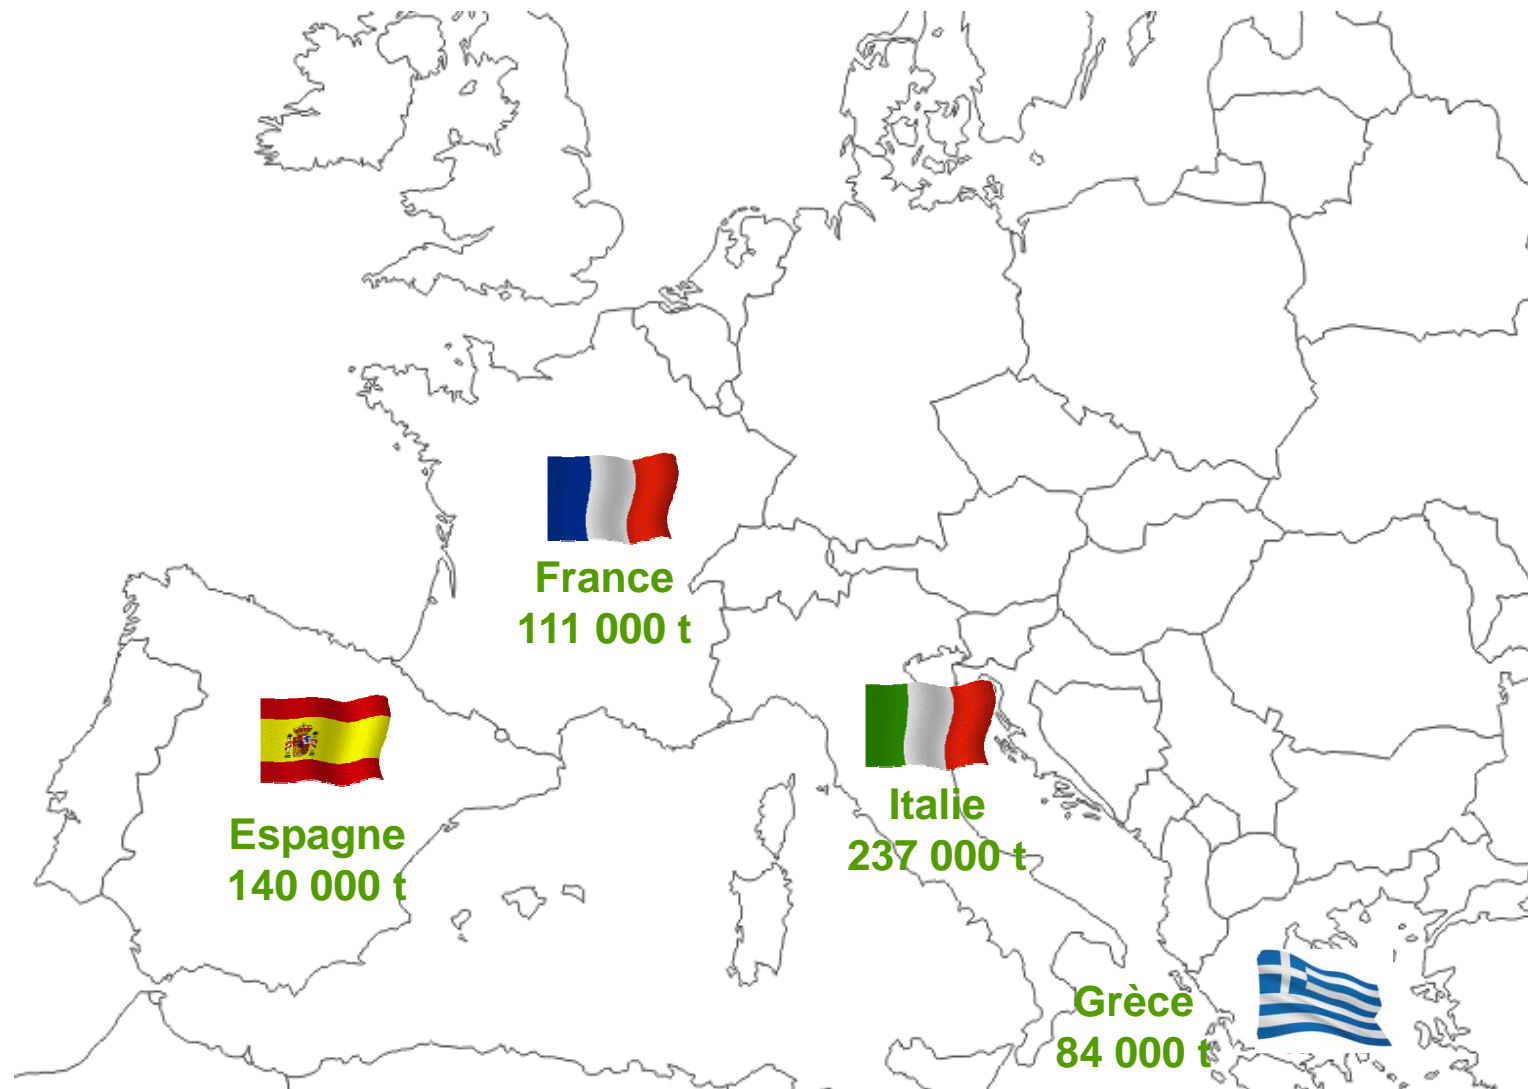 France
111 000 t
Espagne
140 000 t
Italie
237 000 t
Grèce
84 000 t